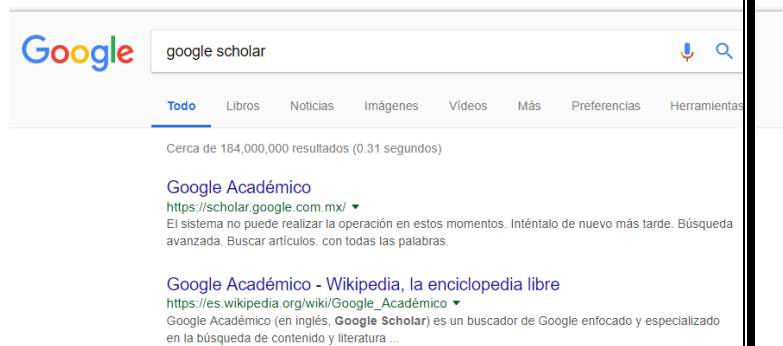 Google google scholar
Todo Libros Noticias Imágenes Vídeos Más Preferencias Herramientas
Cerca de 184,000,000 resultados (0.31 segundos)
Google Académico
https://scholar.google.com.mx/
El sistema no puede realizar la operación en estos momentos. Inténtalo de nuevo más tarde. Búsqueda
avanzada. Buscar artículos. con todas las palabras.
Google Académico - Wikipedia, la enciclopedia libre
https://es.wikipedia.org/wiki/Google_Académico
Google Académico (en inglés, Google Scholar) es un buscador de Google enfocado y especializado
en la búsqueda de contenido y literatura ...